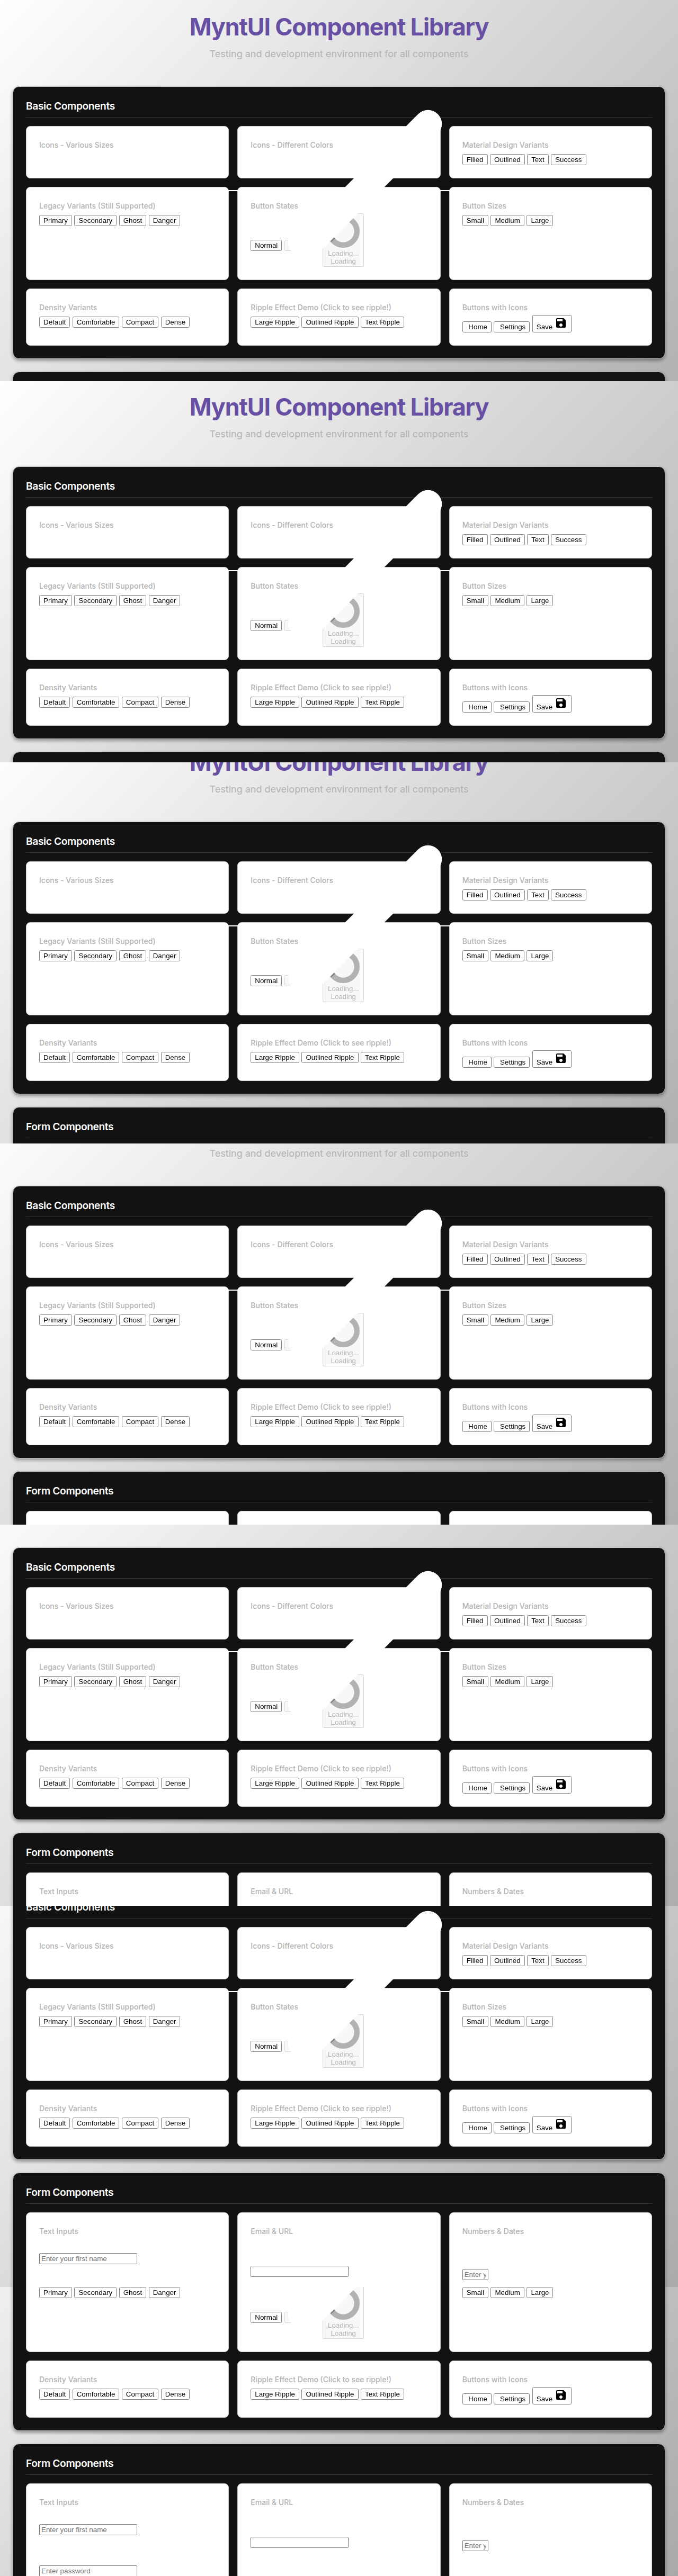 MyntUI Component Library
Testing and development environment for all components
Basic Components
Icons - Various Sizes
Icons - Different Colors
Material Design Variants
Filled Outlined Text Success
Legacy Variants (Still Supported)
Primary Secondary Ghost Danger
Button States
Normal
Loading...
Loading
Button Sizes
Small Medium Large
Density Variants
Default Comfortable Compact Dense
Ripple Effect Demo (Click to see ripple!)
Large Ripple Outlined Ripple Text Ripple
Buttons with Icons
Home Settings Save
MyntUI Component Library
Testing and development environment for all components
Basic Components
Icons - Various Sizes
Icons - Different Colors
Material Design Variants
Filled Outlined Text Success
Legacy Variants (Still Supported)
Primary Secondary Ghost Danger
Button States
Normal
Loading...
Loading
Button Sizes
Small Medium Large
Density Variants
Default Comfortable Compact Dense
Ripple Effect Demo (Click to see ripple!)
Large Ripple Outlined Ripple Text Ripple
Buttons with Icons
Home Settings Save
MyntUI Component Library
Testing and development environment for all components
Basic Components
Icons - Various Sizes
Icons - Different Colors
Material Design Variants
Filled Outlined Text Success
Legacy Variants (Still Supported)
Primary Secondary Ghost Danger
Button States
Normal
Loading...
Loading
Button Sizes
Small Medium Large
Density Variants
Default Comfortable Compact Dense
Ripple Effect Demo (Click to see ripple!)
Large Ripple Outlined Ripple Text Ripple
Buttons with Icons
Home Settings Save
Form Components
Testing and development environment for all components
Basic Components
Icons - Various Sizes
Icons - Different Colors
Material Design Variants
Filled Outlined Text Success
Legacy Variants (Still Supported)
Primary Secondary Ghost Danger
Button States
Normal
Loading...
Loading
Button Sizes
Small Medium Large
Density Variants
Default Comfortable Compact Dense
Ripple Effect Demo (Click to see ripple!)
Large Ripple Outlined Ripple Text Ripple
Buttons with Icons
Home Settings Save
Form Components
Basic Components
Icons - Various Sizes
Icons - Different Colors
Material Design Variants
Filled Outlined Text Success
Legacy Variants (Still Supported)
Primary Secondary Ghost Danger
Button States
Normal
Loading...
Loading
Button Sizes
Small Medium Large
Density Variants
Default Comfortable Compact Dense
Ripple Effect Demo (Click to see ripple!)
Large Ripple Outlined Ripple Text Ripple
Buttons with Icons
Home Settings Save
Form Components
Text Inputs
Email & URL
Numbers & Dates
Basic Components
Icons - Various Sizes
Icons - Different Colors
Material Design Variants
Filled Outlined Text Success
Legacy Variants (Still Supported)
Primary Secondary Ghost Danger
Button States
Normal
Loading...
Loading
Button Sizes
Small Medium Large
Density Variants
Default Comfortable Compact Dense
Ripple Effect Demo (Click to see ripple!)
Large Ripple Outlined Ripple Text Ripple
Buttons with Icons
Home Settings Save
Form Components
Text Inputs
Enter your first name
Email & URL
Numbers & Dates
Enter y
Primary Secondary Ghost Danger
Normal
Loading...
Loading
Small Medium Large
Density Variants
Default Comfortable Compact Dense
Ripple Effect Demo (Click to see ripple!)
Large Ripple Outlined Ripple Text Ripple
Buttons with Icons
Home Settings Save
Form Components
Text Inputs
Enter your first name
Enter password
Email & URL
Numbers & Dates
Enter y